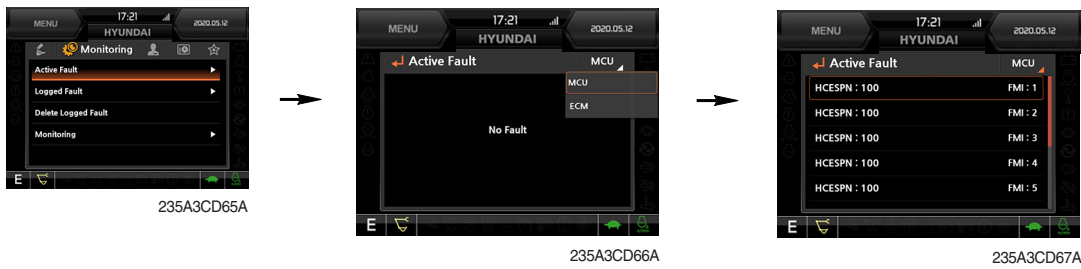 MENU
17:21
2020.05.12
HYUNDAI
Monitoring
Active Fault
Logged Fault
Delete Logged Fault
Monitoring
E
235A3CD65A
MENU
17:21
2020.05.12
HYUNDAI
Active Fault
MCU
MCU
ECM
No Fault
E
235A3CD66A
MENU
17:21
2020.05.12
HYUNDAI
Active Fault
MCU
HCESPN : 100 FMI : 1
HCESPN : 100 FMI : 2
HCESPN : 100 FMI : 3
HCESPN : 100 FMI : 4
HCESPN : 100 FMI : 5
E
235A3CD67A